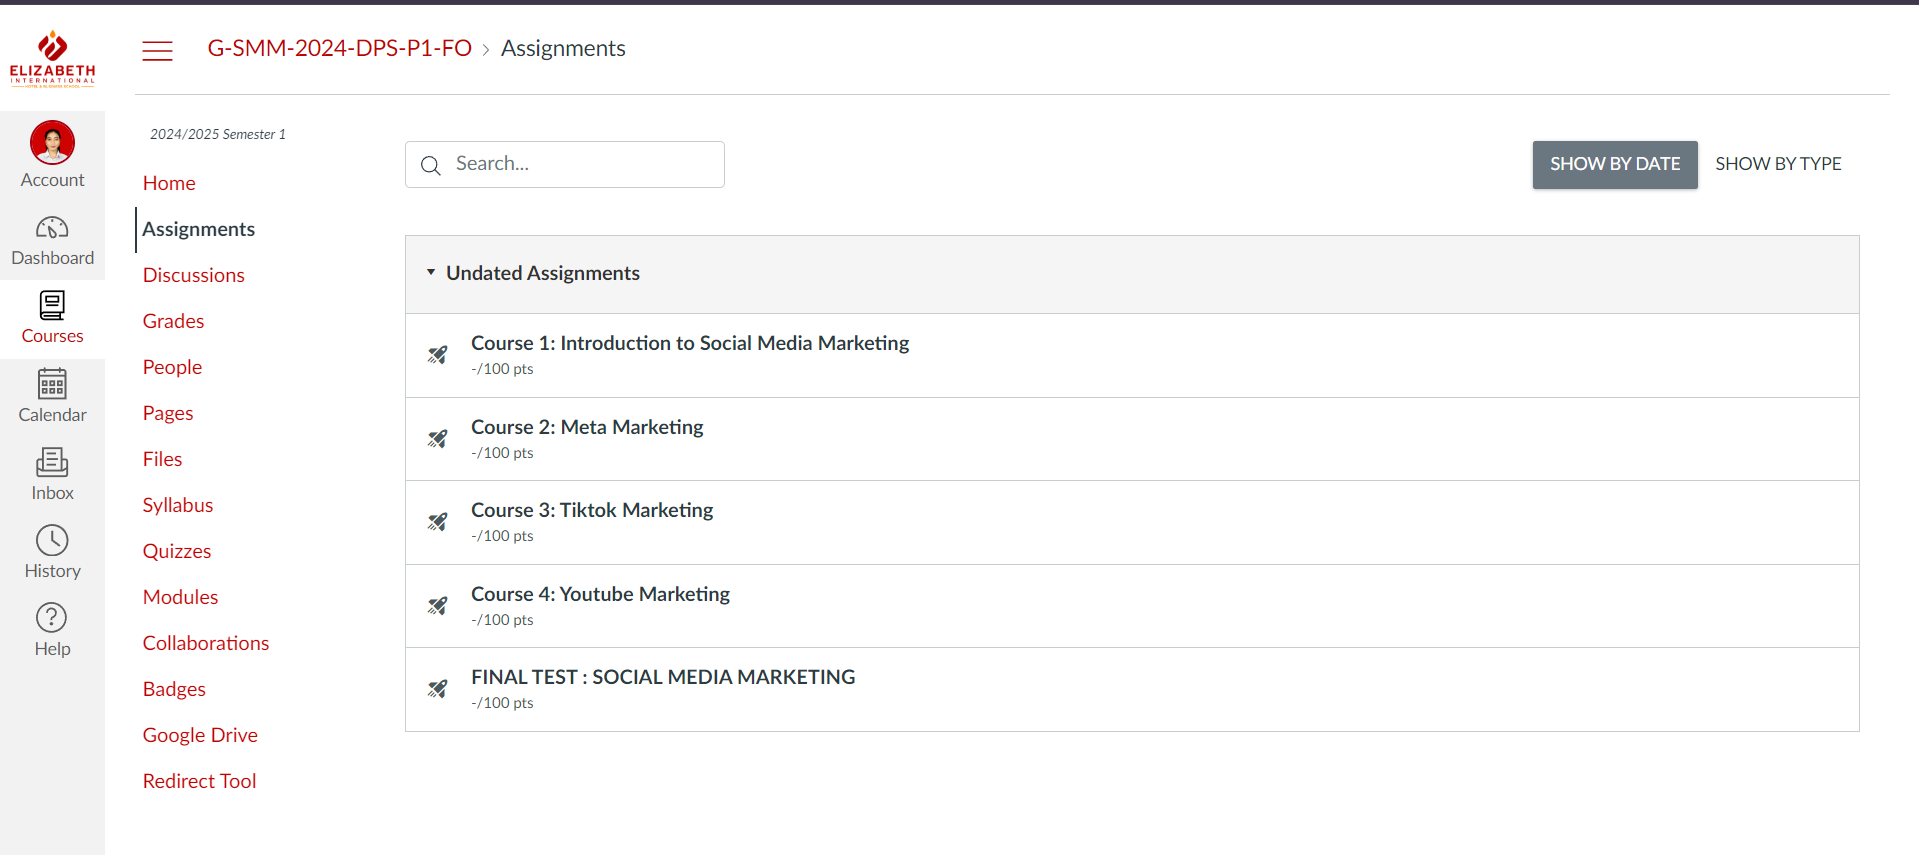 ELIZABETH
INTERNATIONAL
G-SMM-2024-DPS-P1-FO > Assignments
Account
Dashboard
Courses
Calendar
Inbox
History
Help
2024/2025 Semester 1
Home
Assignments
Discussions
Grades
People
Pages
Files
Syllabus
Quizzes
Modules
Collaborations
Badges
Google Drive
Redirect Tool
Search...
SHOW BY DATE
SHOW BY TYPE
Undated Assignments
Course 1: Introduction to Social Media Marketing
-/100 pts
Course 2: Meta Marketing
-/100 pts
Course 3: Tiktok Marketing
-/100 pts
Course 4: Youtube Marketing
-/100 pts
FINAL TEST : SOCIAL MEDIA MARKETING
-/100 pts